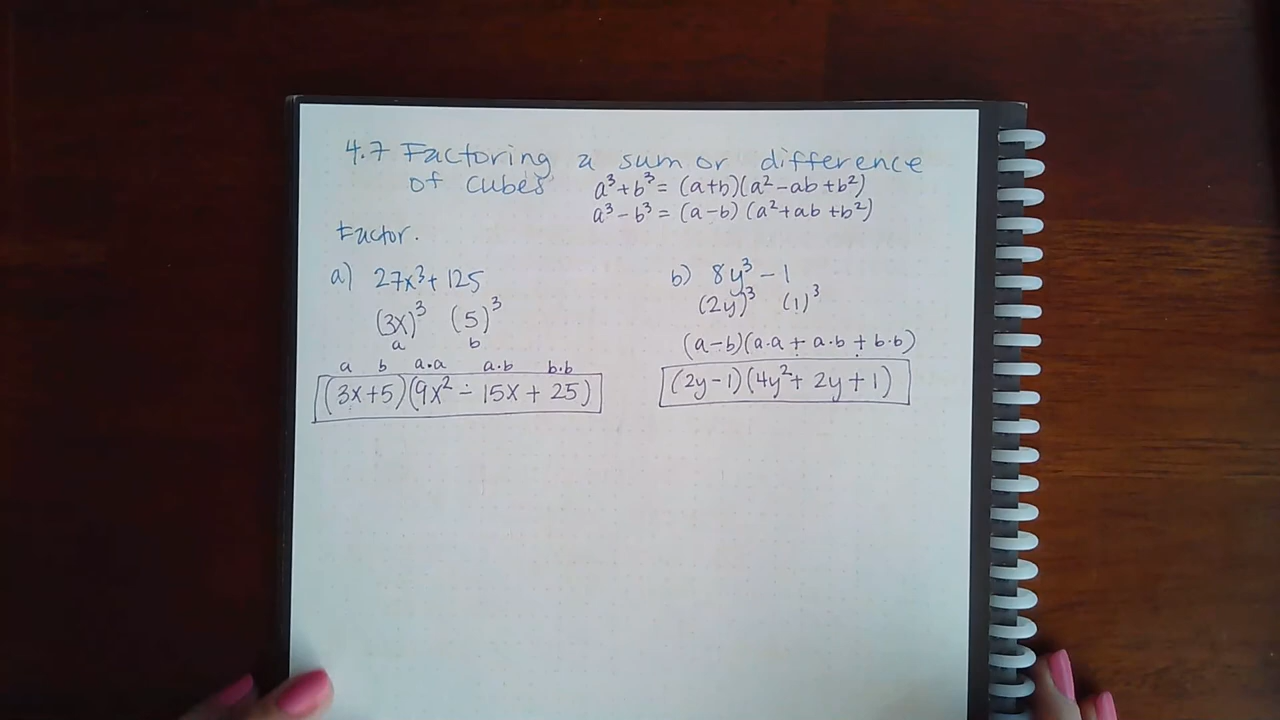 4.7 Factoring a sum or difference
of cubes a³+b³ = (a+b)(a²-ab+b²)
a³-b³ = (a-b)(a²+ab+b²)
Factor.
a) 27x³+125
(3x)³ (5)³
a b
a b a·a a·b b·b
(3x+5)(9x²-15x+25)
b) 8y³-1
(2y)³ (1)³
(a-b)(a·a + a·b + b·b)
(2y-1)(4y²+2y+1)